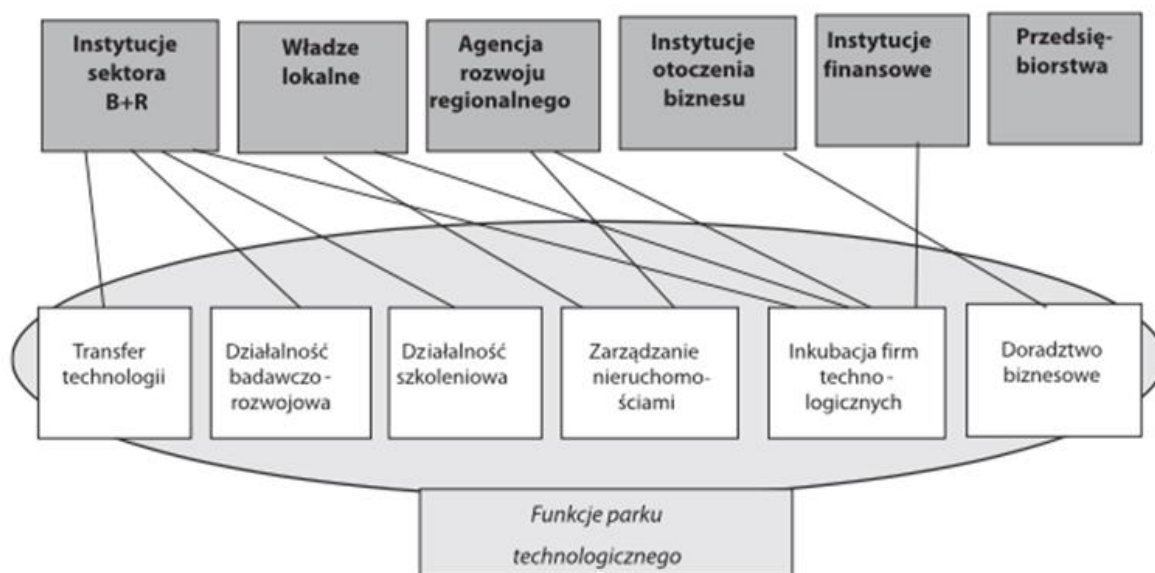 Instytucje
sektora
B+R
Władze
lokalne
Agencja
rozwoju
regionalnego
Instytucje
otoczenia
biznesu
Instytucje
finansowe
Przedsię-
biorstwa
Transfer
technologii
Działalność
badawczo-
rozwojowa
Działalność
szkoleniowa
Zarządzanie
nieruchomo-
ściami
Inkubacja firm
techno-
logicznych
Doradztwo
biznesowe
Funkcje parku
technologicznego